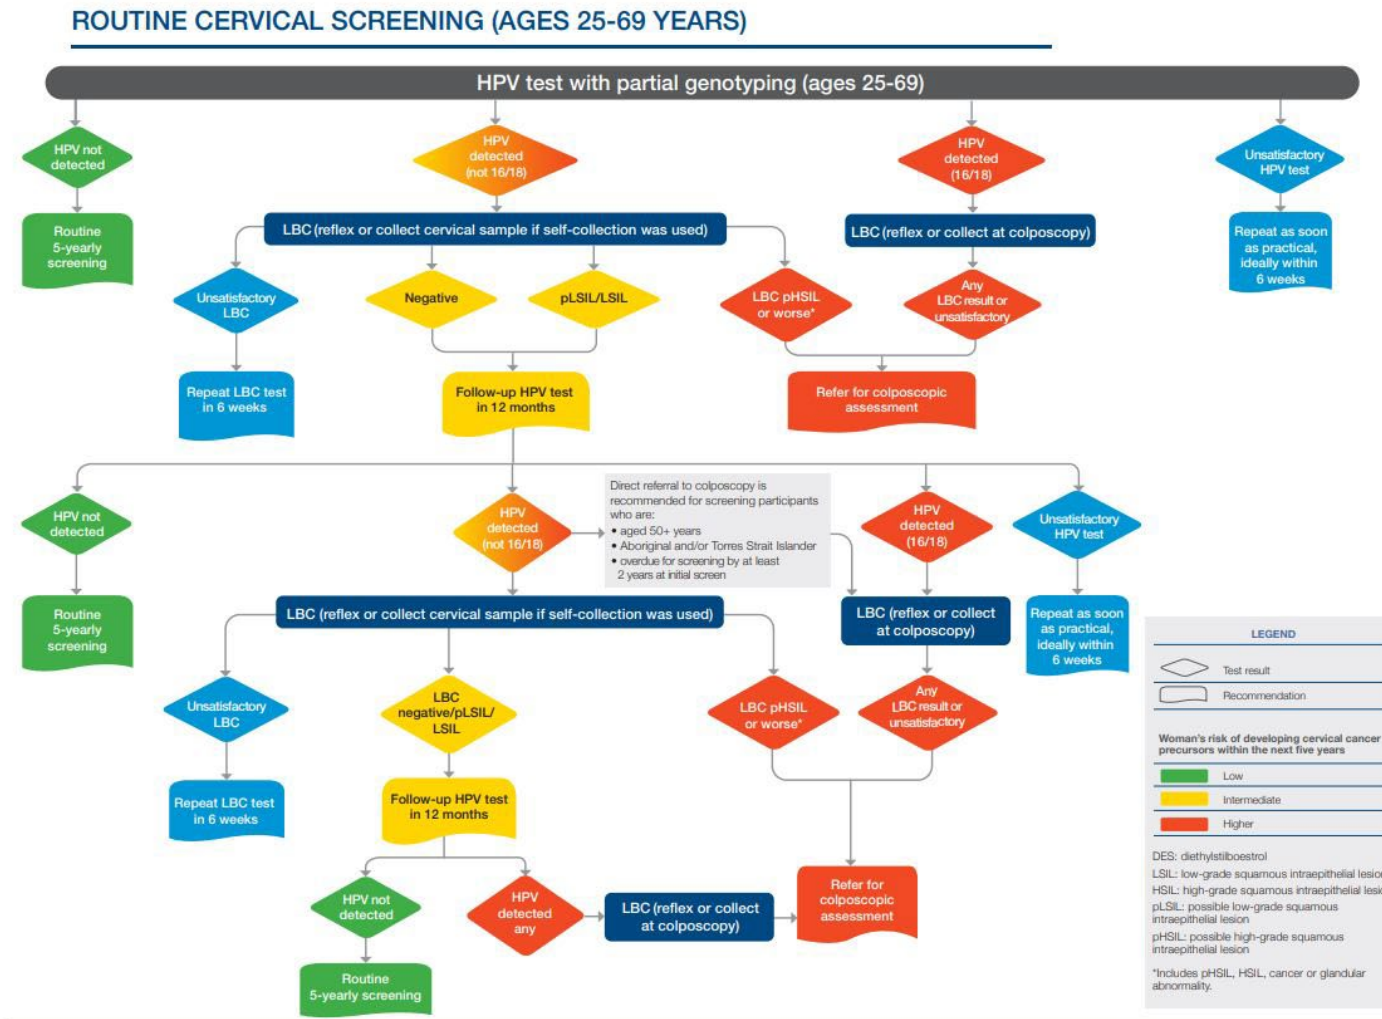 ROUTINE CERVICAL SCREENING (AGES 25-69 YEARS)
HPV test with partial genotyping (ages 25-69)
HPV not
detected
HPV
detected
(not 16/18)
HPV
detected
(16/18)
Unsatisfactory
HPV test
Routine
5-yearly
screening
LBC (reflex or collect cervical sample if self-collection was used)
LBC (reflex or collect at colposcopy)
Repeat as soon
as practical,
ideally within
6 weeks
Unsatisfactory
LBC
Negative
pLSIL/LSIL
LBC pHSIL
or worse*
Any
LBC result or
unsatisfactory
Repeat LBC test
in 6 weeks
Follow-up HPV test
in 12 months
Refer for colposcopic
assessment
HPV not
detected
HPV
detected
(not 16/18)
Direct referral to colposcopy is
recommended for screening participants
who are:
• aged 50+ years
• Aboriginal and/or Torres Strait Islander
• overdue for screening by at least
2 years at initial screen
HPV
detected
(16/18)
Unsatisfactory
HPV test
Routine
5-yearly
screening
LBC (reflex or collect cervical sample if self-collection was used)
LBC (reflex or collect
at colposcopy)
Repeat as soon
as practical,
ideally within
6 weeks
Unsatisfactory
LBC
LBC
negative/pLSIL/
LSIL
LBC pHSIL
or worse*
Any
LBC result or
unsatisfactory
Repeat LBC test
in 6 weeks
Follow-up HPV test
in 12 months
HPV not
detected
HPV
detected
any
LBC (reflex or collect
at colposcopy)
Refer for
colposcopic
assessment
Routine
5-yearly screening
LEGEND
Test result
Recommendation
Woman's risk of developing cervical cancer
precursors within the next five years
Low
Intermediate
Higher
DES: diethylstilboestrol
LSIL: low-grade squamous intraepithelial lesion
HSIL: high-grade squamous intraepithelial lesi
pLSIL: possible low-grade squamous
intraepithelial lesion
pHSIL: possible high-grade squamous
intraepithelial lesion
*Includes pHSIL, HSIL, cancer or glandular
abnormality.